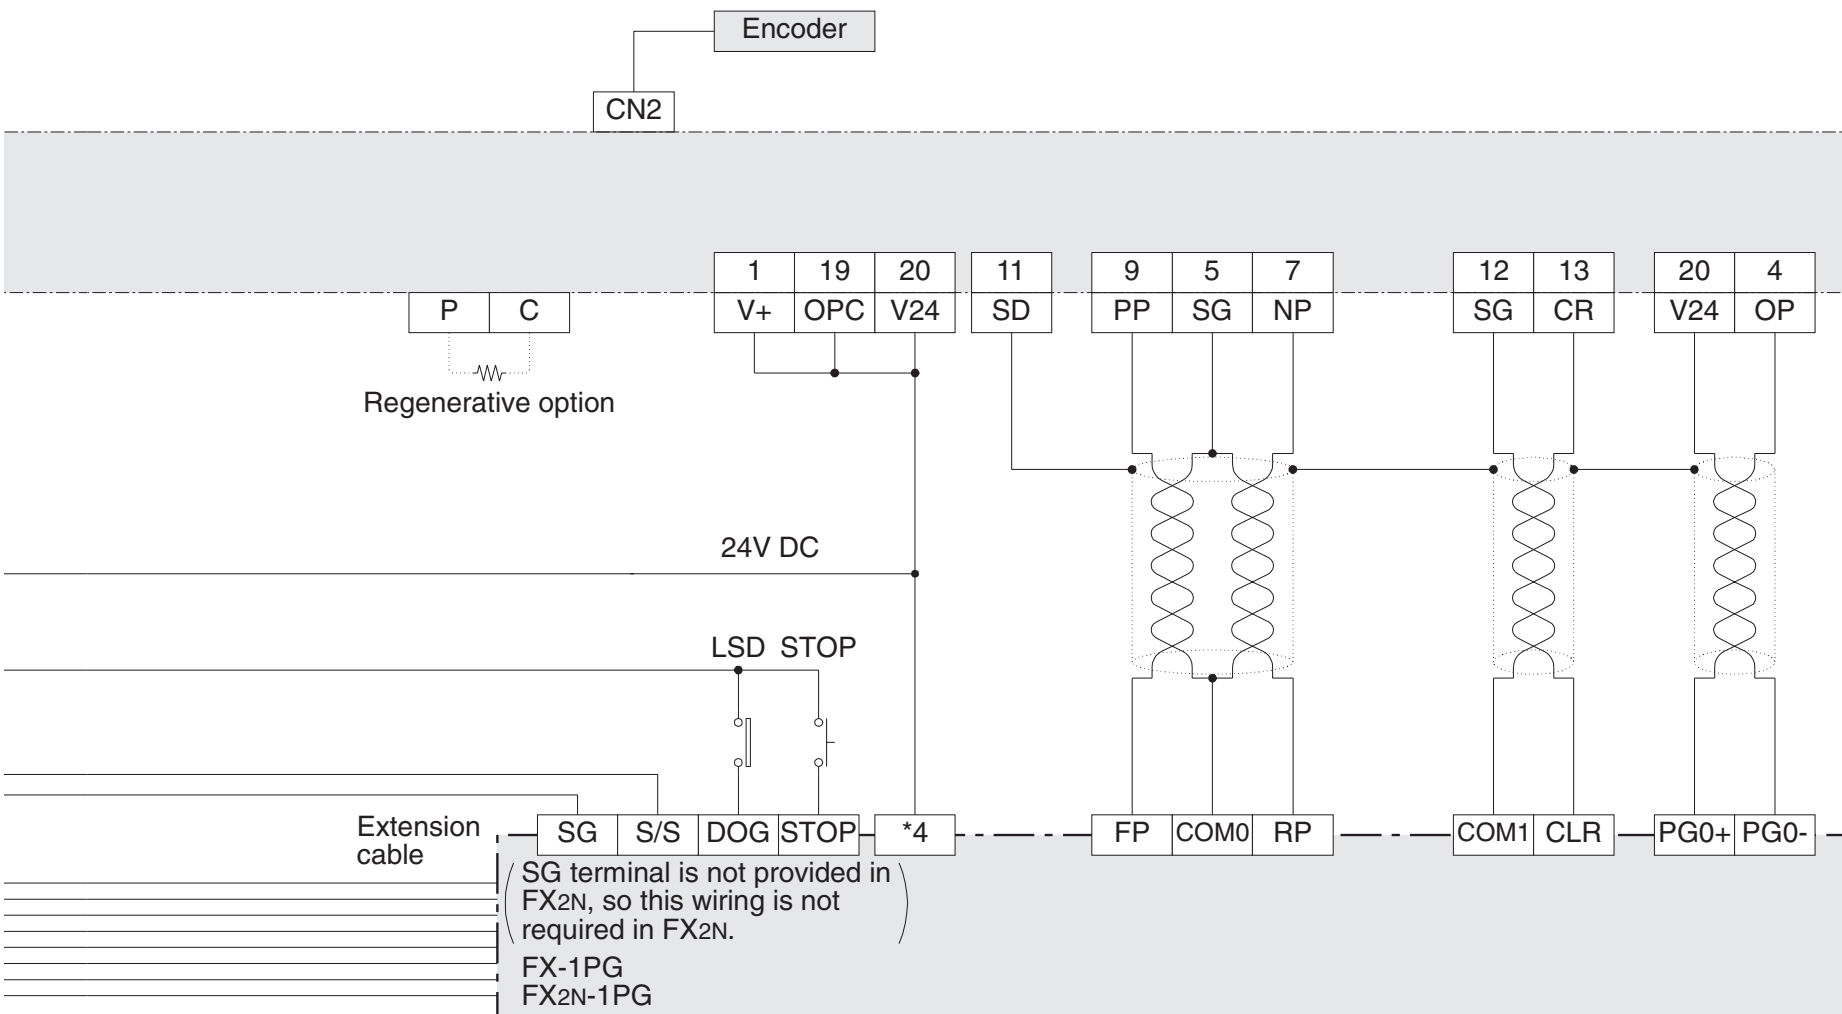 Encoder
CN2
1 19 20 11 9 5 7 12 13 20 4
P C V+ OPC V24 SD PP SG NP SG CR V24 OP
Regenerative option
24V DC
LSD STOP
Extension
cable
SG S/S DOG STOP *4 FP COM0 RP COM1 CLR PG0+ PG0-
(SG terminal is not provided in
FX2N, so this wiring is not
required in FX2N.)
FX-1PG
FX2N-1PG